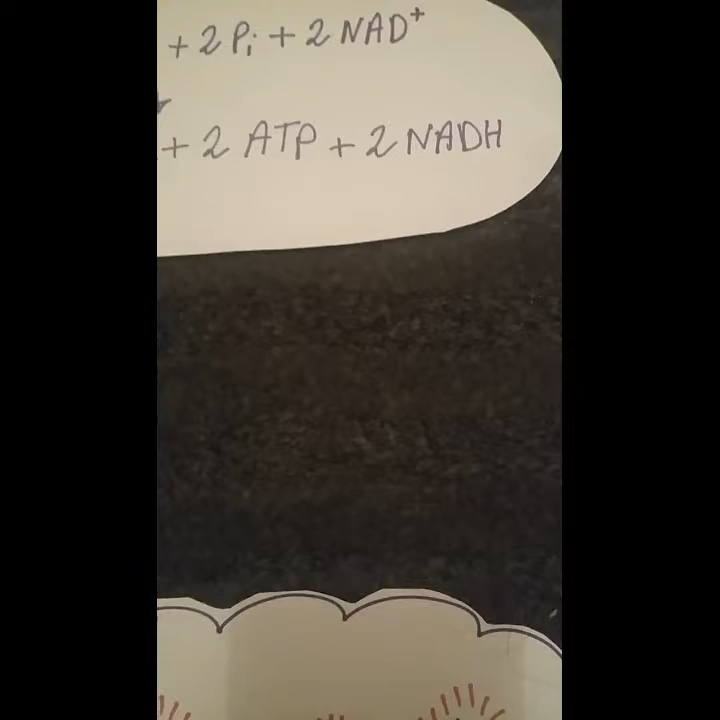 + 2 Pi + 2 NAD⁺
+ 2 ATP + 2 NADH